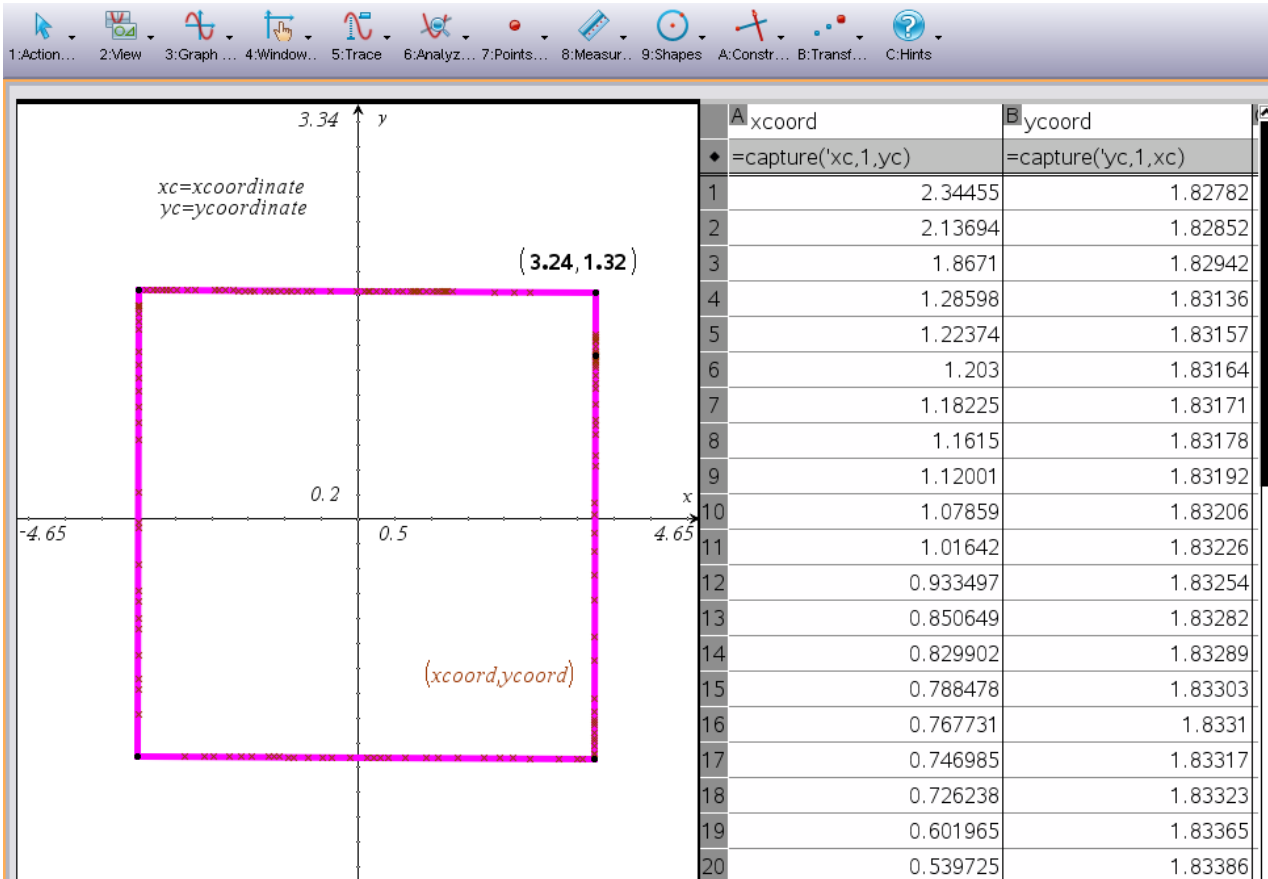 1:Action... 2:View 3:Graph ... 4:Window.. 5:Trace 6:Analyz... 7:Points... 8:Measur.. 9:Shapes A:Constr... B:Transf... C:Hints
3.34 y
xc=xcoordinate
yc=ycoordinate
(3.24,1.32)
0.2
x
-4.65 0.5 4.65
(xcoord,ycoord)
A xcoord B ycoord
=capture('xc,1,yc) =capture('yc,1,xc)
1 2.34455 1.82782
2 2.13694 1.82852
3 1.8671 1.82942
4 1.28598 1.83136
5 1.22374 1.83157
6 1.203 1.83164
7 1.18225 1.83171
8 1.1615 1.83178
9 1.12001 1.83192
10 1.07859 1.83206
11 1.01642 1.83226
12 0.933497 1.83254
13 0.850649 1.83282
14 0.829902 1.83289
15 0.788478 1.83303
16 0.767731 1.8331
17 0.746985 1.83317
18 0.726238 1.83323
19 0.601965 1.83365
20 0.539725 1.83386